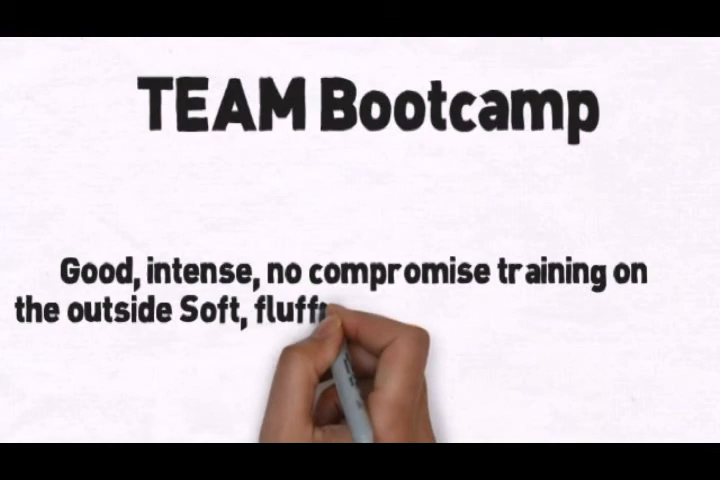 TEAM Bootcamp
Good, intense, no compromise training on
the outside Soft, fluff